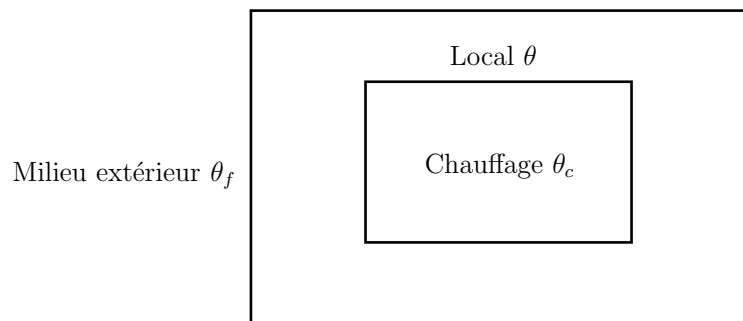 Local θ
Chauffage θ_c
Milieu extérieur θ_f